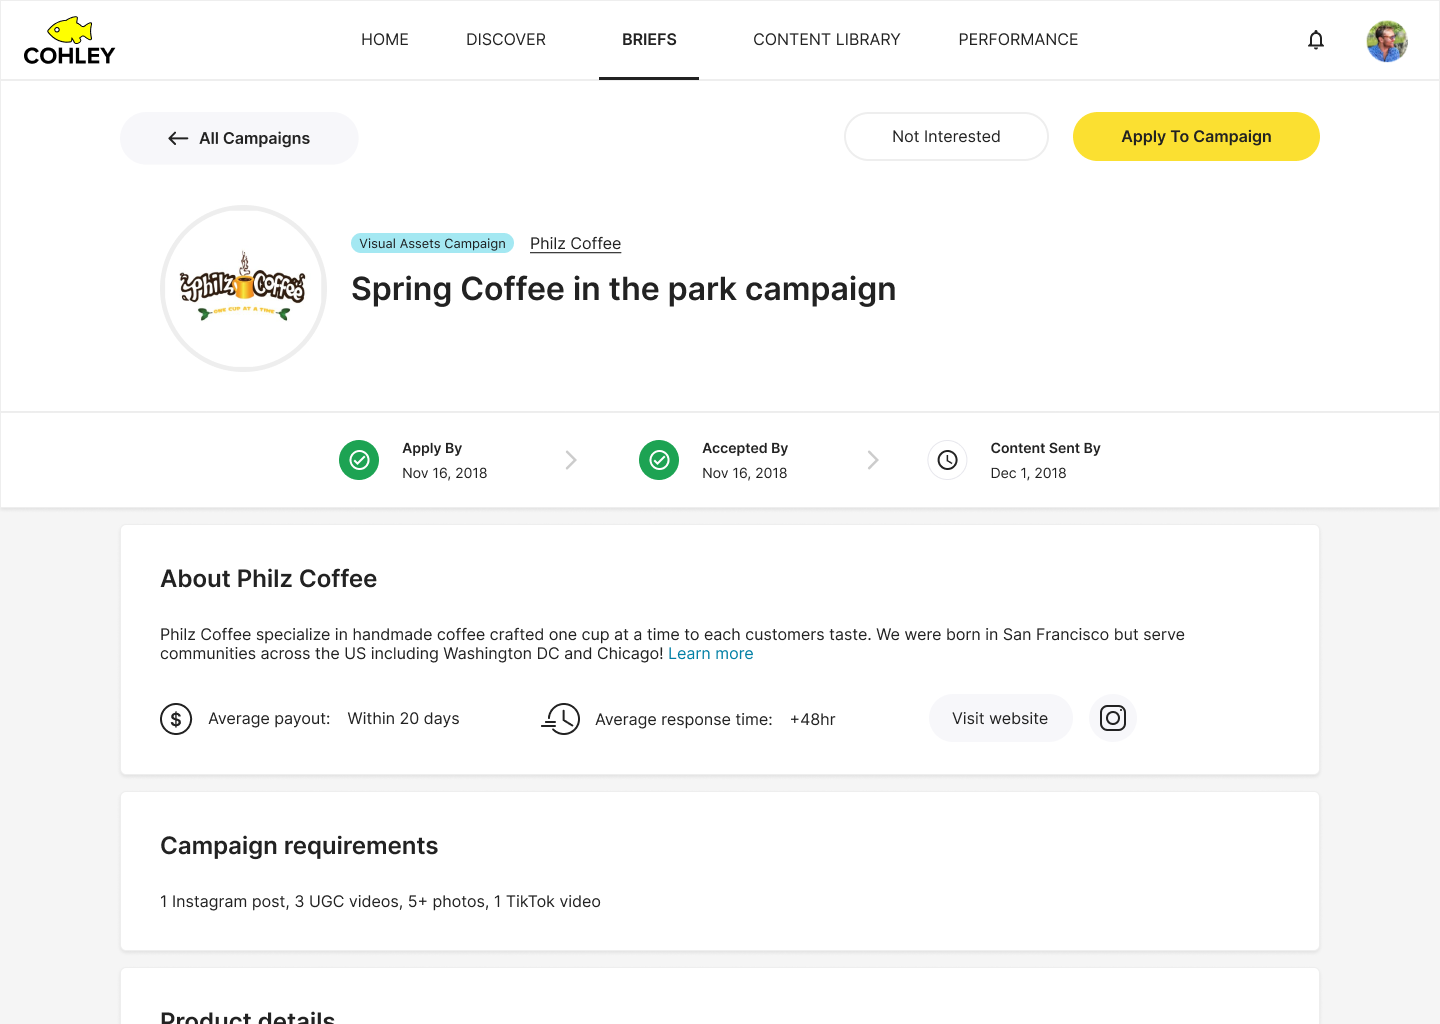 COHLEY
HOME
DISCOVER
BRIEFS
CONTENT LIBRARY
PERFORMANCE
All Campaigns
Not Interested
Apply To Campaign
Philz Coffee
ONE CUP AT A TIME
Visual Assets Campaign
Philz Coffee
Spring Coffee in the park campaign
Apply By
Nov 16, 2018
Accepted By
Nov 16, 2018
Content Sent By
Dec 1, 2018
About Philz Coffee
Philz Coffee specialize in handmade coffee crafted one cup at a time to each customers taste. We were born in San Francisco but serve
communities across the US including Washington DC and Chicago! Learn more
$
Average payout: Within 20 days
Average response time: +48hr
Visit website
Campaign requirements
1 Instagram post, 3 UGC videos, 5+ photos, 1 TikTok video
Product details